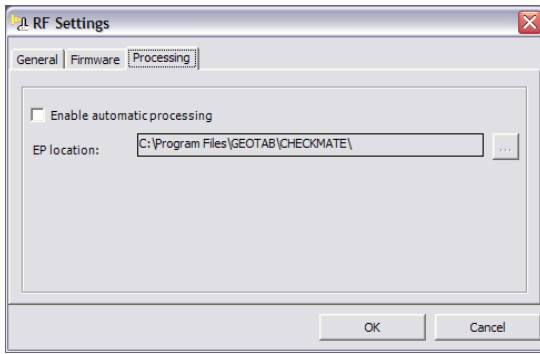 RF Settings
General Firmware Processing
Enable automatic processing
EP location: C:\Program Files\GEOTAB\CHECKMATE\ ...
OK Cancel